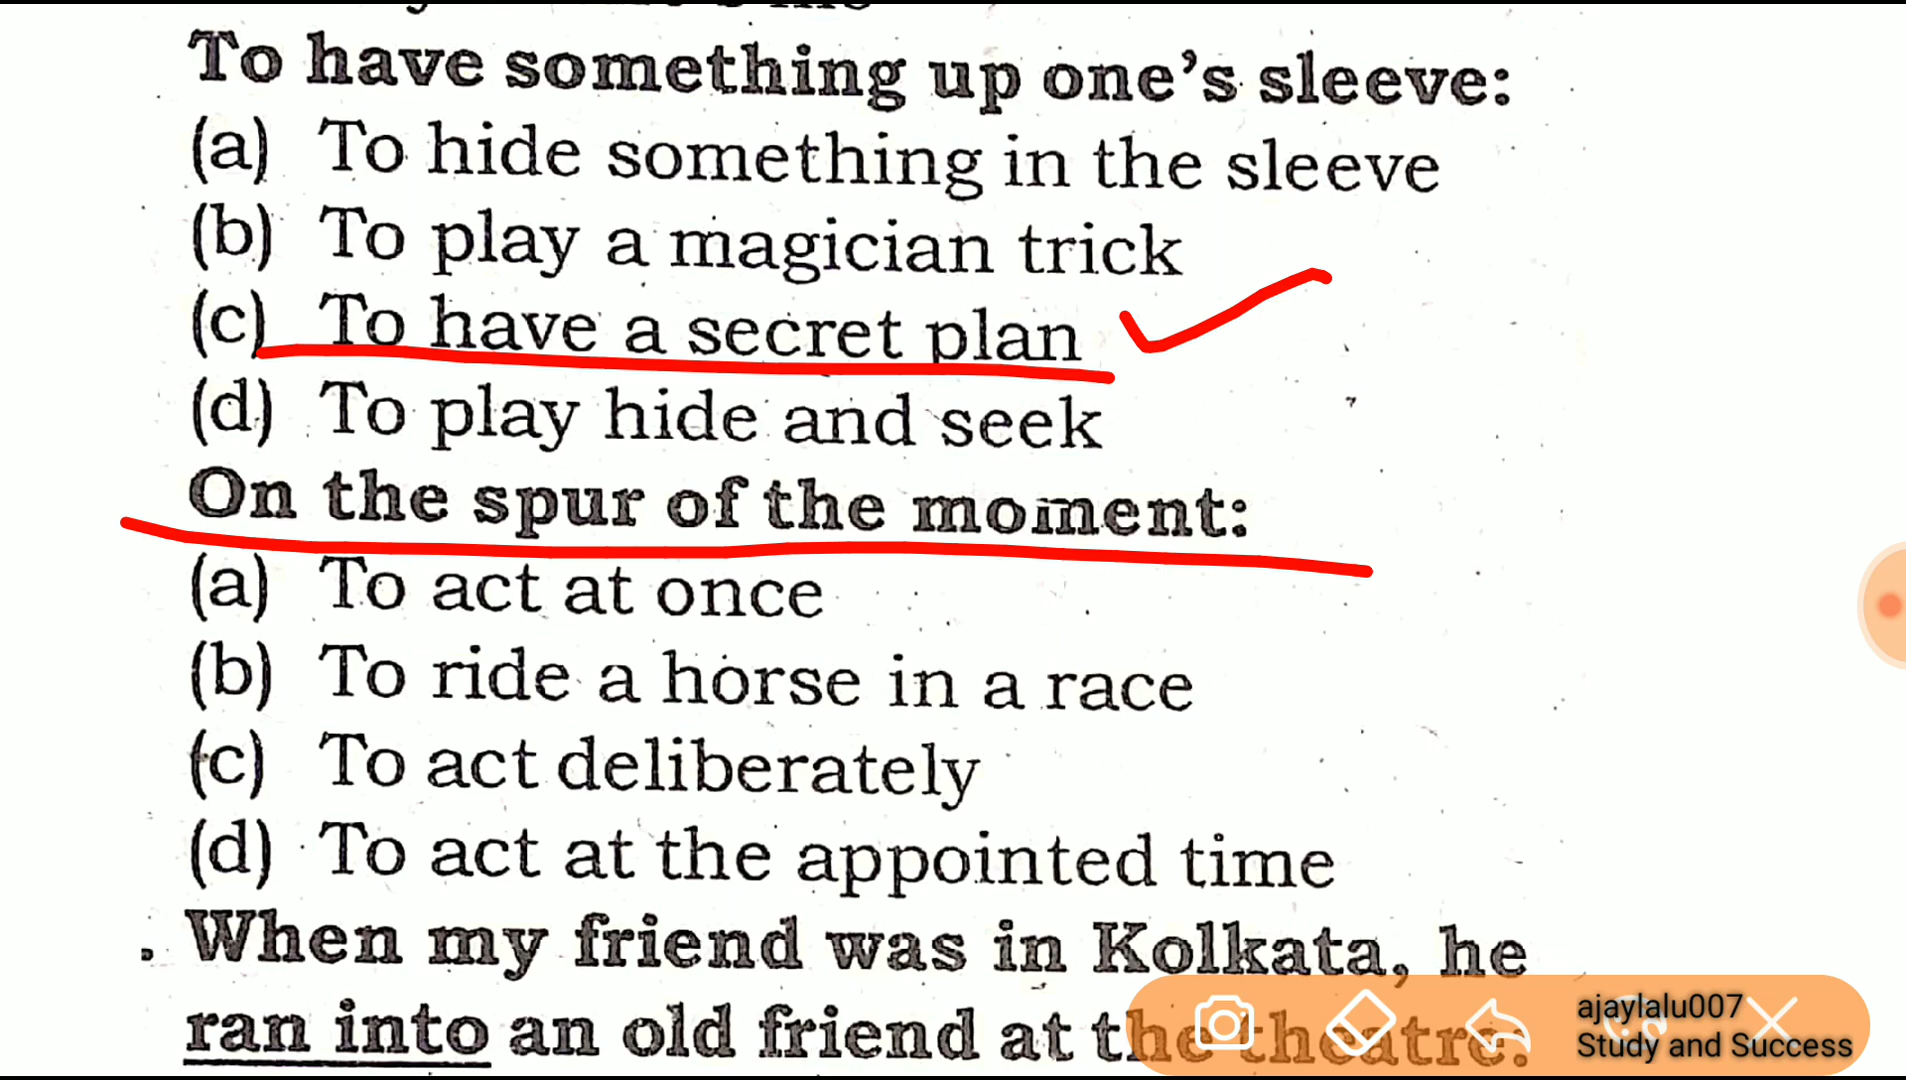 To have something up one's sleeve:
(a) To hide something in the sleeve
(b) To play a magician trick
(c) To have a secret plan
(d) To play hide and seek
On the spur of the moment:
(a) To act at once
(b) To ride a horse in a race
(c) To act deliberately
(d) To act at the appointed time
. When my friend was in Kolkata, he
ran into an old friend at the theatre.
ajaylalu007
Study and Success